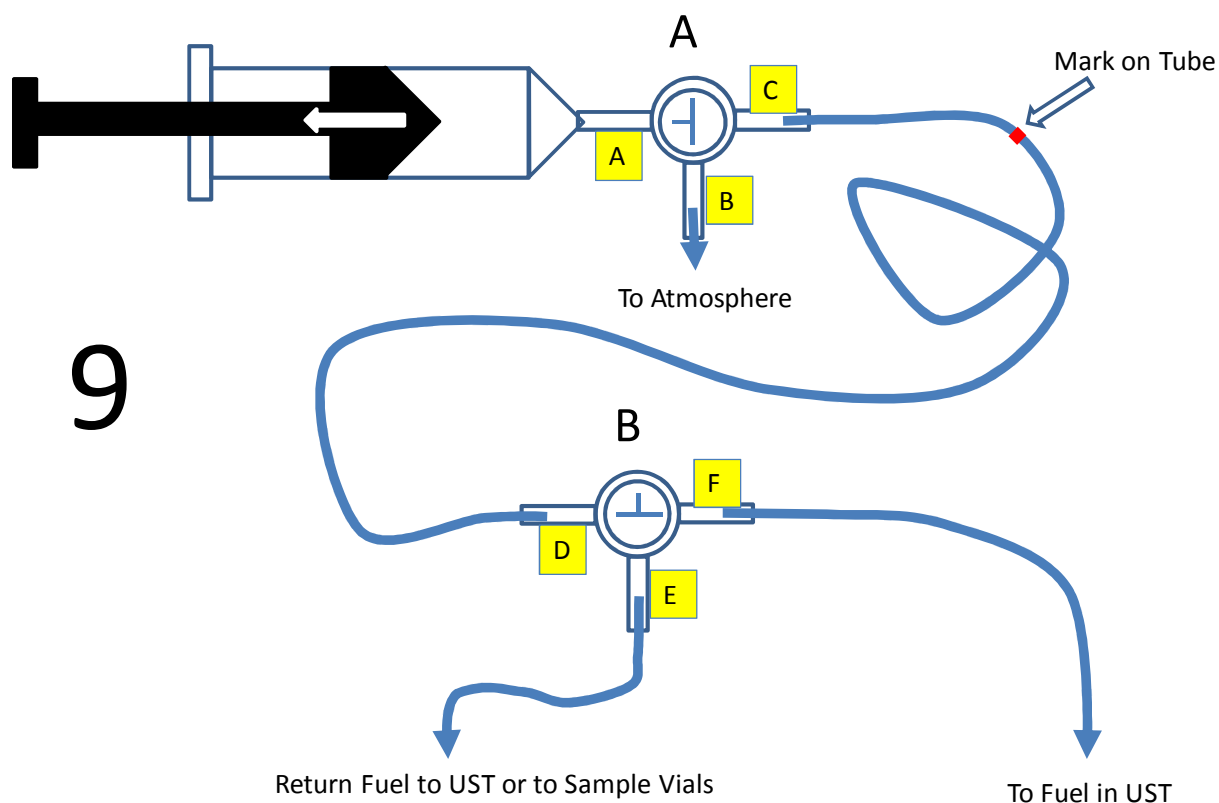 A
Mark on Tube
C
A
B
To Atmosphere
9
B
F
D
E
Return Fuel to UST or to Sample Vials
To Fuel in UST